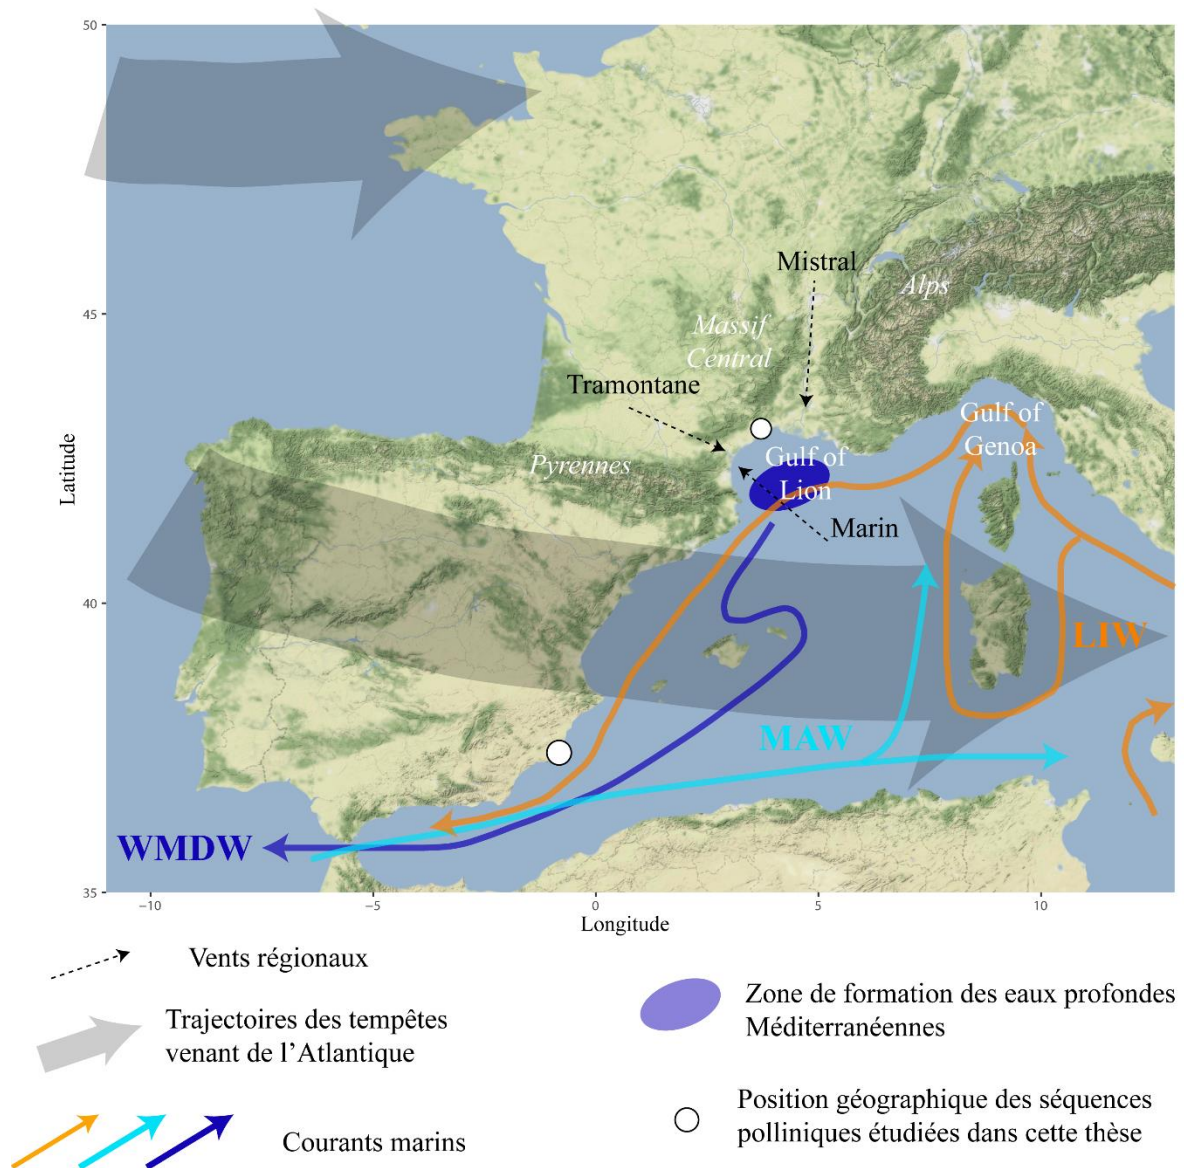 50
45
40
35
Latitude
Mistral
Alps
Massif
Central
Tramontane
Gulf of
Genoa
Pyrennes
Gulf of
Lion
Marin
LIW
MAW
WMDW
−10
−5
0
5
10
Longitude
Vents régionaux
Trajectoires des tempêtes
venant de l'Atlantique
Courants marins
Zone de formation des eaux profondes
Méditerranéennes
Position géographique des séquences
polliniques étudiées dans cette thèse